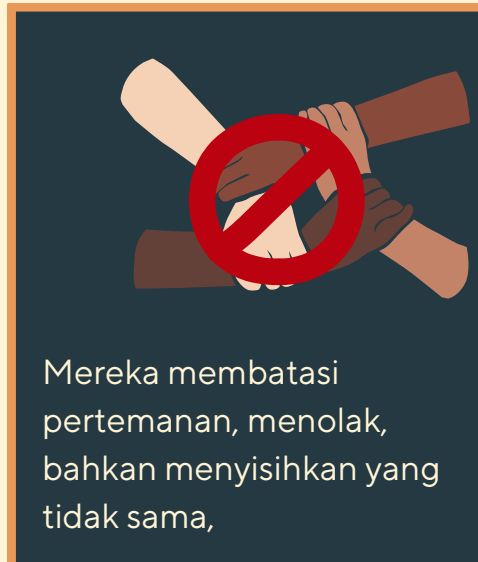 Mereka membatasi
pertemanan, menolak,
bahkan menyisihkan yang
tidak sama,